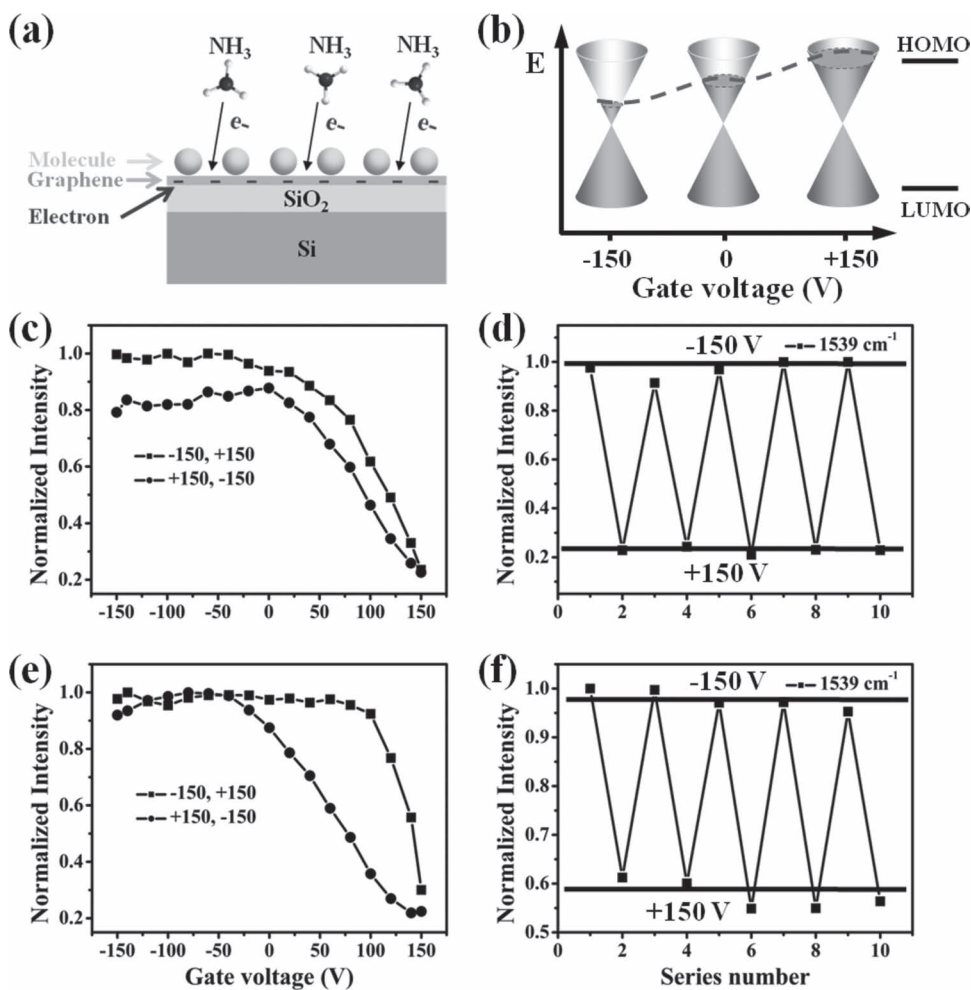 (a)
NH3 NH3 NH3
e- e- e-
Molecule
Graphene
Electron
SiO2
Si
(b)
E
HOMO
LUMO
-150 0 +150
Gate voltage (V)
(c)
Normalized Intensity
1.0
0.8
0.6
0.4
0.2
-150, +150
+150, -150
-150 -100 -50 0 50 100 150
(d)
Normalized Intensity
1.0
0.8
0.6
0.4
0.2
-150 V
1539 cm-1
+150 V
0 2 4 6 8 10
(e)
Normalized Intensity
1.0
0.8
0.6
0.4
0.2
-150, +150
+150, -150
-150 -100 -50 0 50 100 150
Gate voltage (V)
(f)
Normalized Intensity
1.0
0.9
0.8
0.7
0.6
0.5
-150 V
1539 cm-1
+150 V
0 2 4 6 8 10
Series number